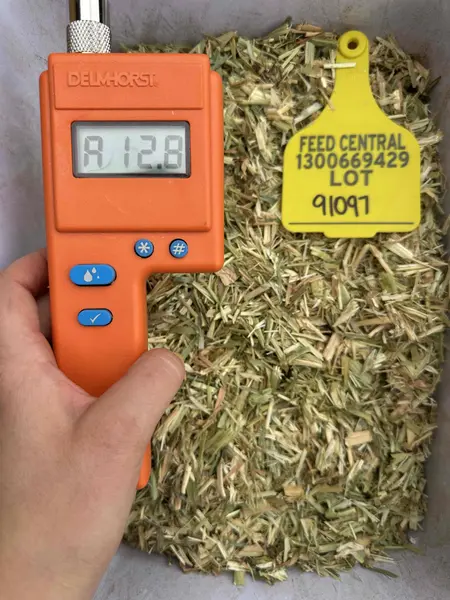 DELMHORST
A 12.8
* #
FEED CENTRAL
1300669429
LOT
91097